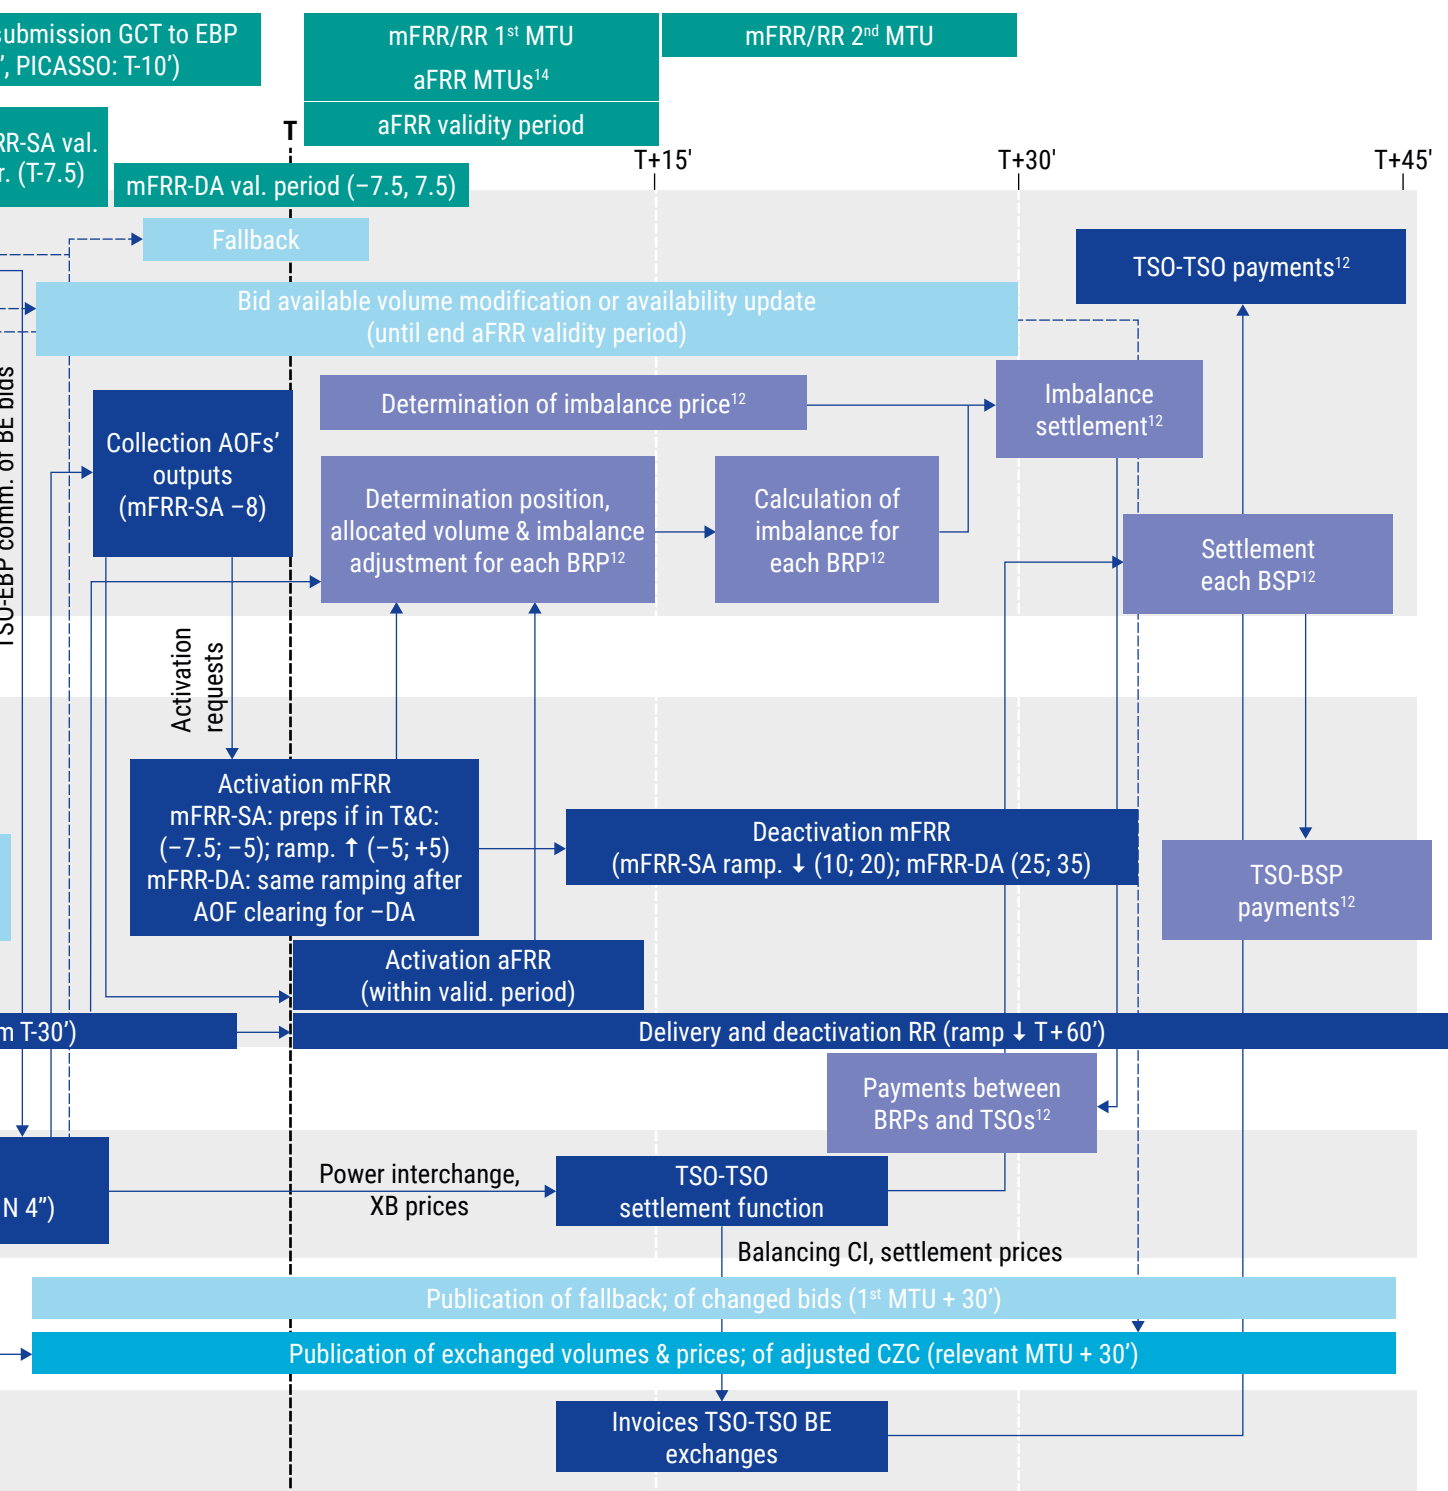 submission GCT to EBP
’, PICASSO: T-10’)
mFRR/RR 1st MTU
aFRR MTUs14
aFRR validity period
mFRR/RR 2nd MTU
RR-SA val.
r. (T-7.5)
T
mFRR-DA val. period (−7.5, 7.5)
T+15'
T+30'
T+45'
Fallback
TSO-TSO payments12
Bid available volume modification or availability update
(until end aFRR validity period)
TSO-EBP comm. of BE bids
Collection AOFs’
outputs
(mFRR-SA −8)
Determination of imbalance price12
Imbalance
settlement12
Determination position,
allocated volume & imbalance
adjustment for each BRP12
Calculation of
imbalance for
each BRP12
Settlement
each BSP12
Activation
requests
Activation mFRR
mFRR-SA: preps if in T&C:
(−7.5; −5); ramp. ↑ (−5; +5)
mFRR-DA: same ramping after
AOF clearing for −DA
Deactivation mFRR
(mFRR-SA ramp. ↓ (10; 20); mFRR-DA (25; 35)
TSO-BSP
payments12
Activation aFRR
(within valid. period)
m T-30’)
Delivery and deactivation RR (ramp ↓ T+60’)
Payments between
BRPs and TSOs12
N 4”)
Power interchange,
XB prices
TSO-TSO
settlement function
Balancing CI, settlement prices
Publication of fallback; of changed bids (1st MTU + 30’)
Publication of exchanged volumes & prices; of adjusted CZC (relevant MTU + 30’)
Invoices TSO-TSO BE
exchanges